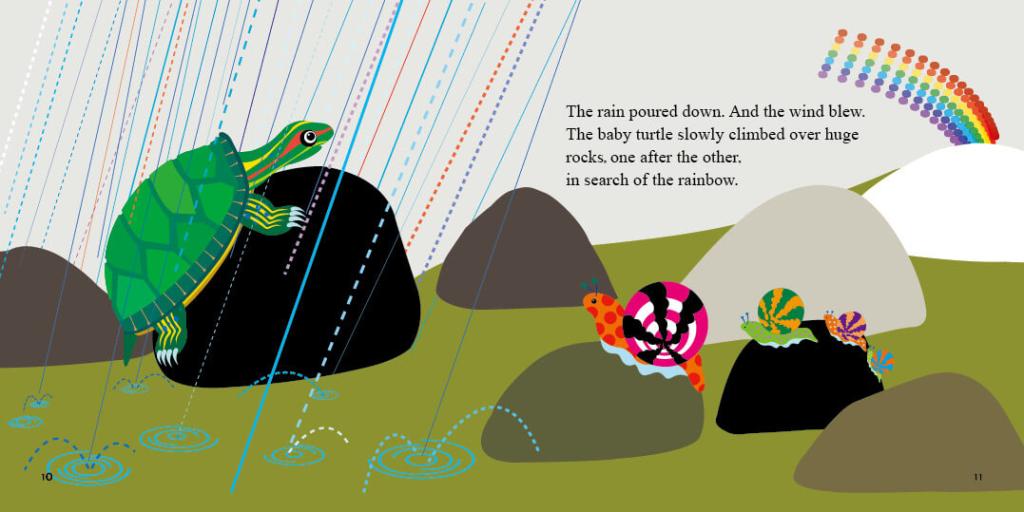 The rain poured down. And the wind blew.
The baby turtle slowly climbed over huge
rocks, one after the other,
in search of the rainbow.
10
11